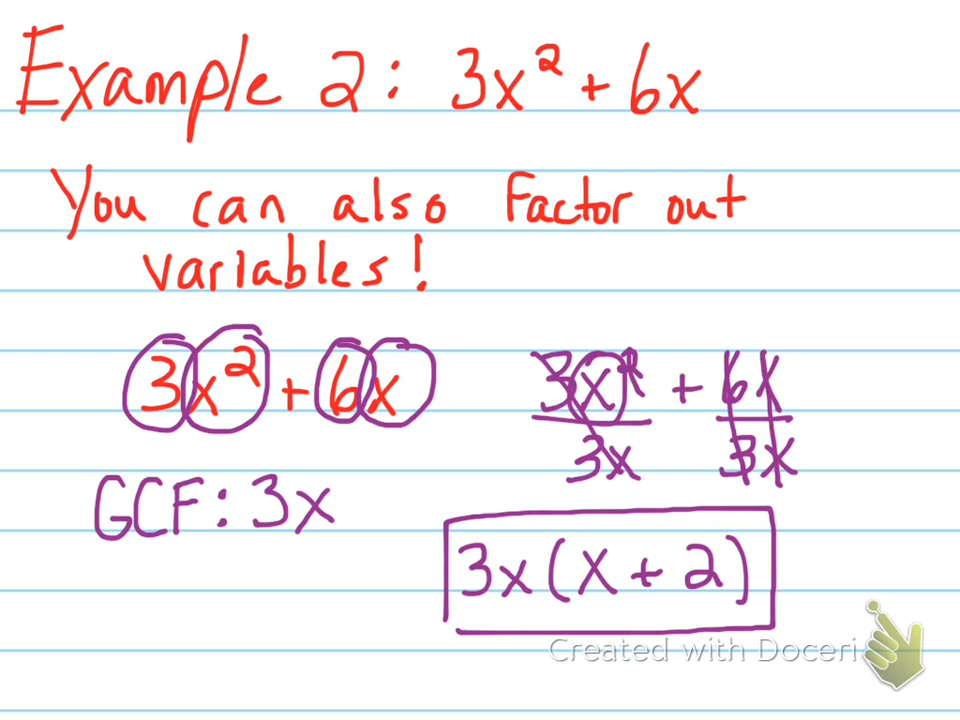 Example 2: 3x² + 6x
You can also Factor out
variables!
3x² + 6x
3x² + 6x
3x 3x
GCF: 3x
3x(x + 2)
Created with Doceri